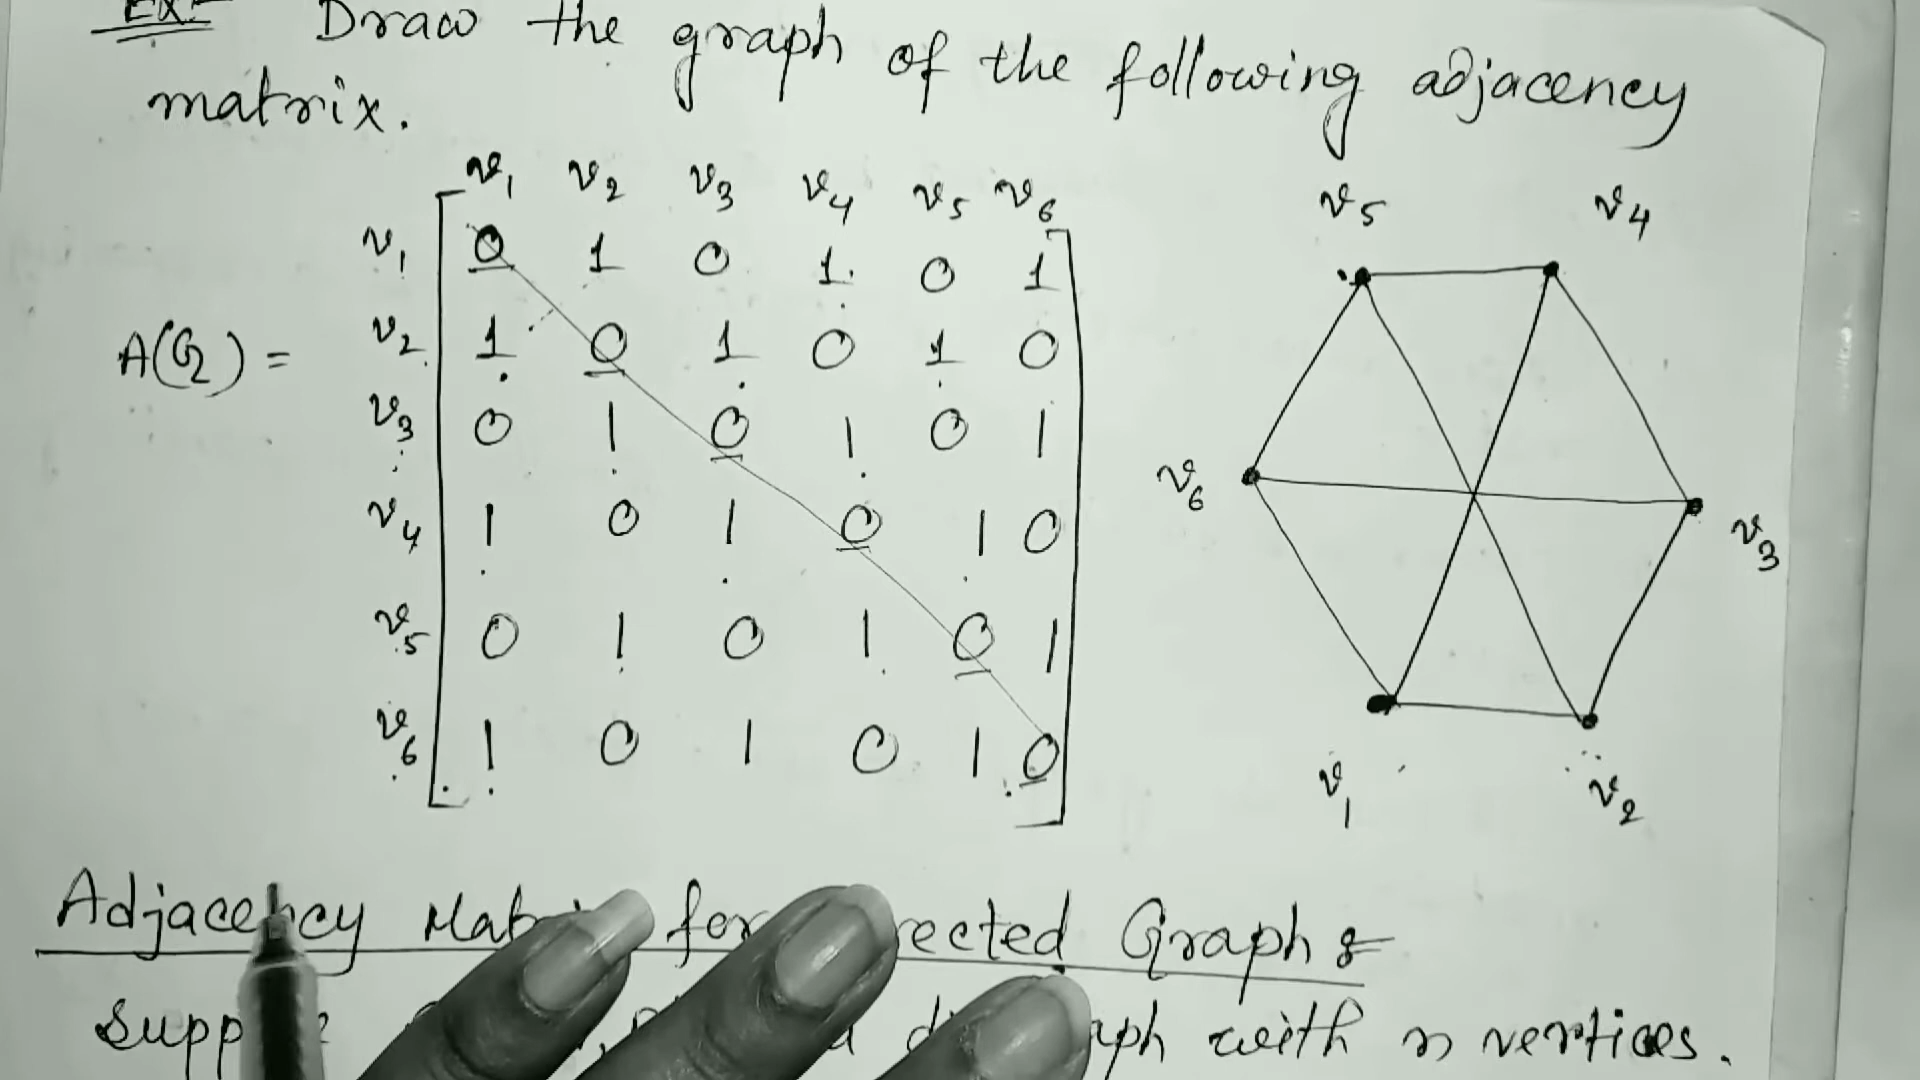 Ex:- Draw the graph of the following adjacency
matrix.
v1 v2 v3 v4 v5 v6
v1 0 1 0 1 0 1
v2 1 0 1 0 1 0
A(G2) =
v3 0 1 0 1 0 1
v4 1 0 1 0 1 0
v5 0 1 0 1 0 1
v6 1 0 1 0 1 0
v5 v4
v6 v3
v1 v2
Adjacency for Graph :-
with n vertices.